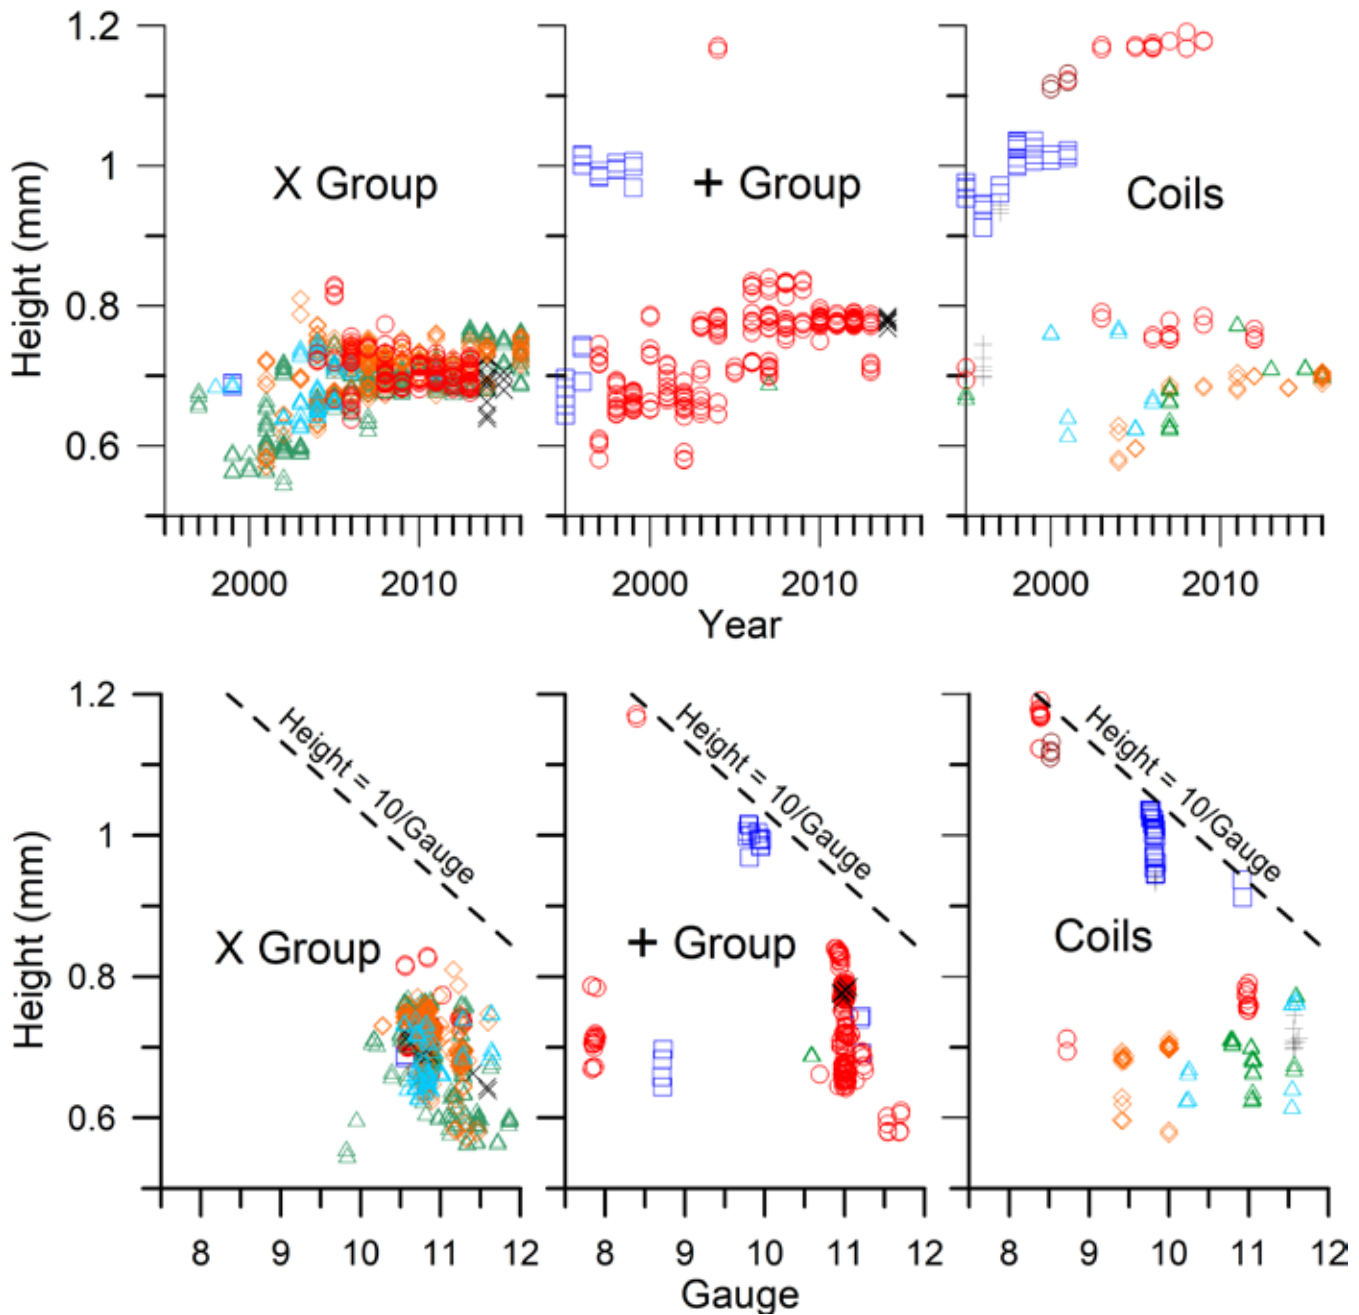 1.2
1
0.8
0.6
Height (mm)
X Group
+ Group
Coils
2000
2010
2000
2010
2000
2010
Year
1.2
1
0.8
0.6
Height (mm)
Height = 10/Gauge
Height = 10/Gauge
Height = 10/Gauge
X Group
+ Group
Coils
8
9
10
11
12
8
9
10
11
12
8
9
10
11
12
Gauge